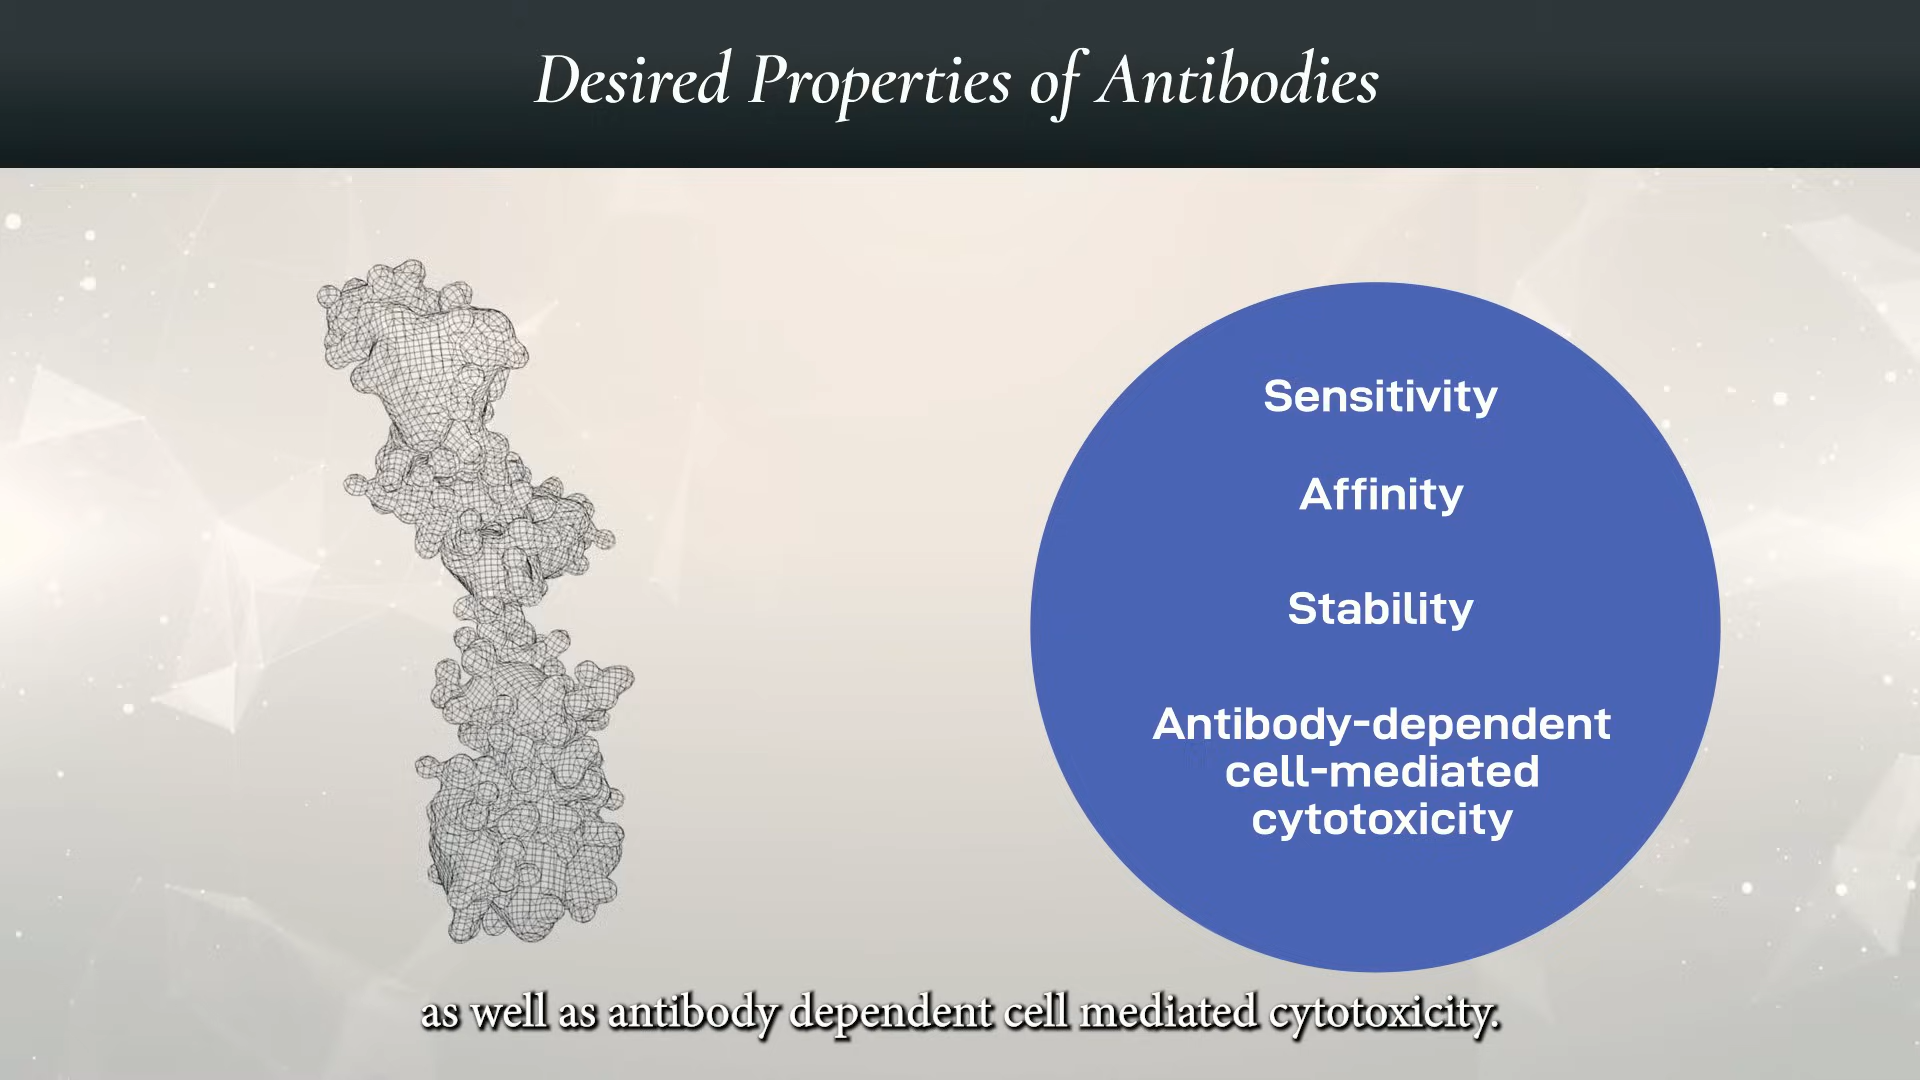 Desired Properties of Antibodies
Sensitivity
Affinity
Stability
Antibody-dependent
cell-mediated
cytotoxicity
as well as antibody dependent cell mediated cytotoxicity.